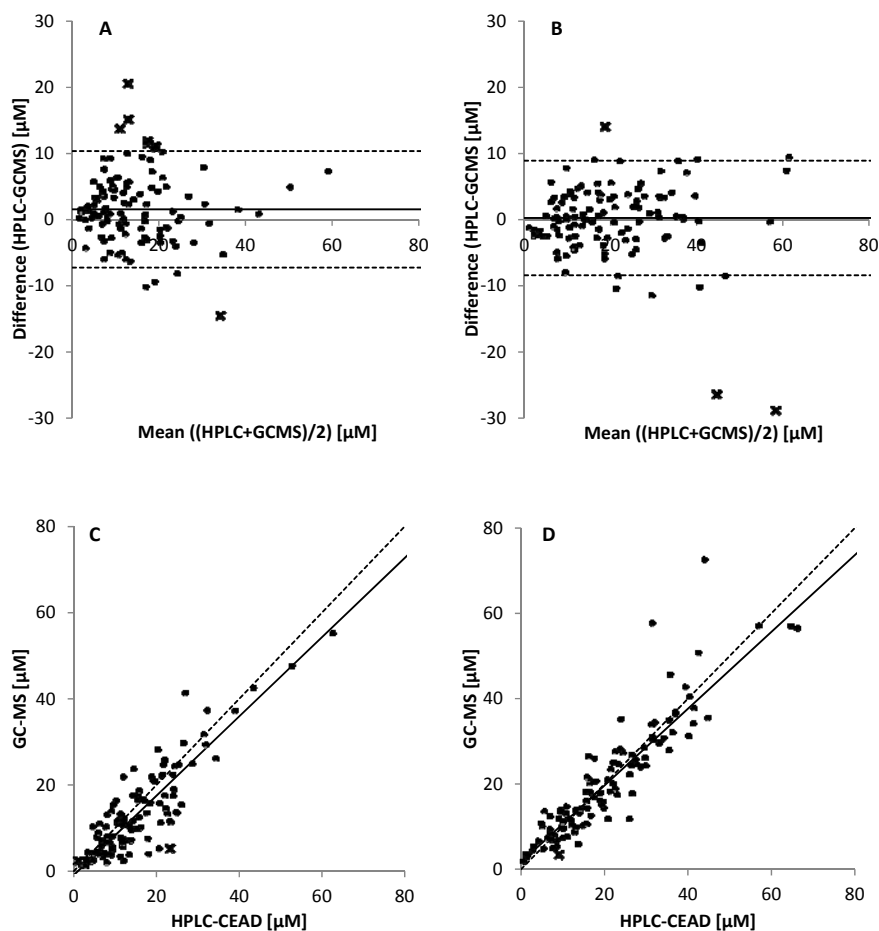 A
30
20
10
0
-10
-20
-30
0 20 40 60 80
Difference (HPLC-GCMS) [µM]
Mean ((HPLC+GCMS)/2) [µM]
B
30
20
10
0
-10
-20
-30
0 20 40 60 80
Difference (HPLC-GCMS [µM]
Mean ((HPLC+GCMS)/2) [µM]
C
80
60
40
20
0
0 20 40 60 80
GC-MS [µM]
HPLC-CEAD [µM]
D
80
60
40
20
0
0 20 40 60 80
GC-MS [µM]
HPLC-CEAD [µM]